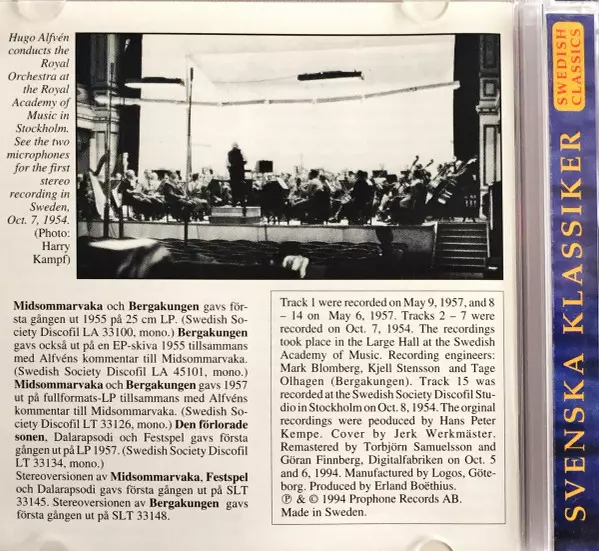 Hugo Alfvén
conducts the
Royal
Orchestra at
the Royal
Academy of
Music in
Stockholm.
See the two
microphones
for the first
stereo
recording in
Sweden,
Oct. 7, 1954.
(Photo:
Harry
Kampf)
Midsommarvaka och Bergakungen gavs för-
sta gången ut 1955 på 25 cm LP. (Swedish So-
ciety Discofil LA 33100, mono.) Bergakungen
gavs också ut på en EP-skiva 1955 tillsammans
med Alfvéns kommentar till Midsommarvaka.
(Swedish Society Discofil LA 45101, mono.)
Midsommarvaka och Bergakungen gavs 1957
ut på fullformats-LP tillsammans med Alfvéns
kommentar till Midsommarvaka. (Swedish So-
ciety Discofil LT 33126, mono.) Den förlorade
sonen, Dalarapsodi och Festspel gavs första
gången ut på LP 1957. (Swedish Society Discofil
LT 33134, mono.)
Stereoversionen av Midsommarvaka, Festspel
och Dalarapsodi gavs första gången ut på SLT
33145. Stereoversionen av Bergakungen gavs
första gången ut på SLT 33148.
Track 1 were recorded on May 9, 1957, and 8
– 14 on May 6, 1957. Tracks 2 – 7 were
recorded on Oct. 7, 1954. The recordings
took place in the Large Hall at the Swedish
Academy of Music. Recording engineers:
Mark Blomberg, Kjell Stensson and Tage
Olhagen (Bergakungen). Track 15 was
recorded at the Swedish Society Discofil Stu-
dio in Stockholm on Oct. 8, 1954. The orginal
recordings were peoduced by Hans Peter
Kempe. Cover by Jerk Werkmäster.
Remastered by Torbjörn Samuelsson and
Göran Finnberg, Digitalfabriken on Oct. 5
and 6, 1994. Manufactured by Logos, Göte-
borg. Produced by Erland Boëthius.
℗ & © 1994 Prophone Records AB.
Made in Sweden.
SVENSKA KLASSIKER
SWEDISH
CLASSICS